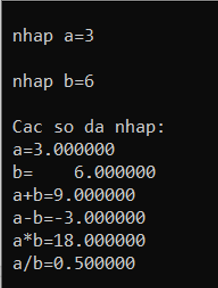 nhap a=3
nhap b=6
Cac so da nhap:
a=3.000000
b=    6.000000
a+b=9.000000
a-b=-3.000000
a*b=18.000000
a/b=0.500000